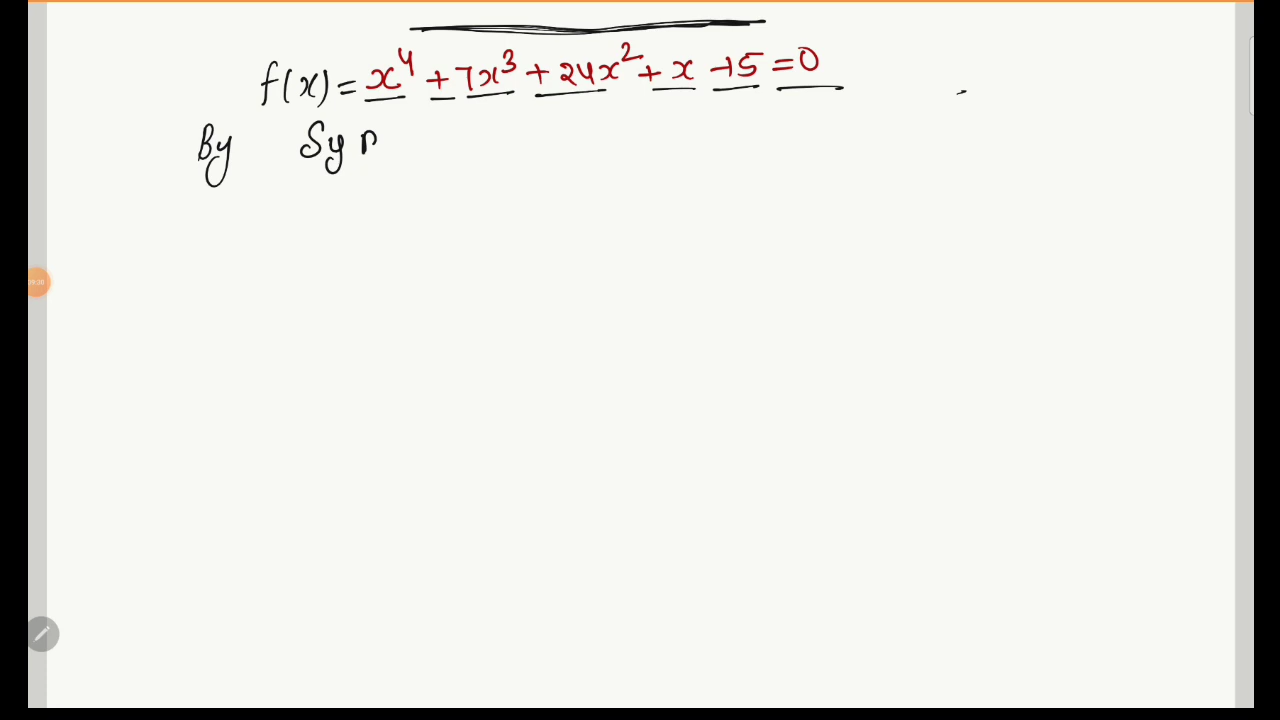 f(x) = x⁴ + 7x³ + 24x² + x - 15 = 0
By Syn